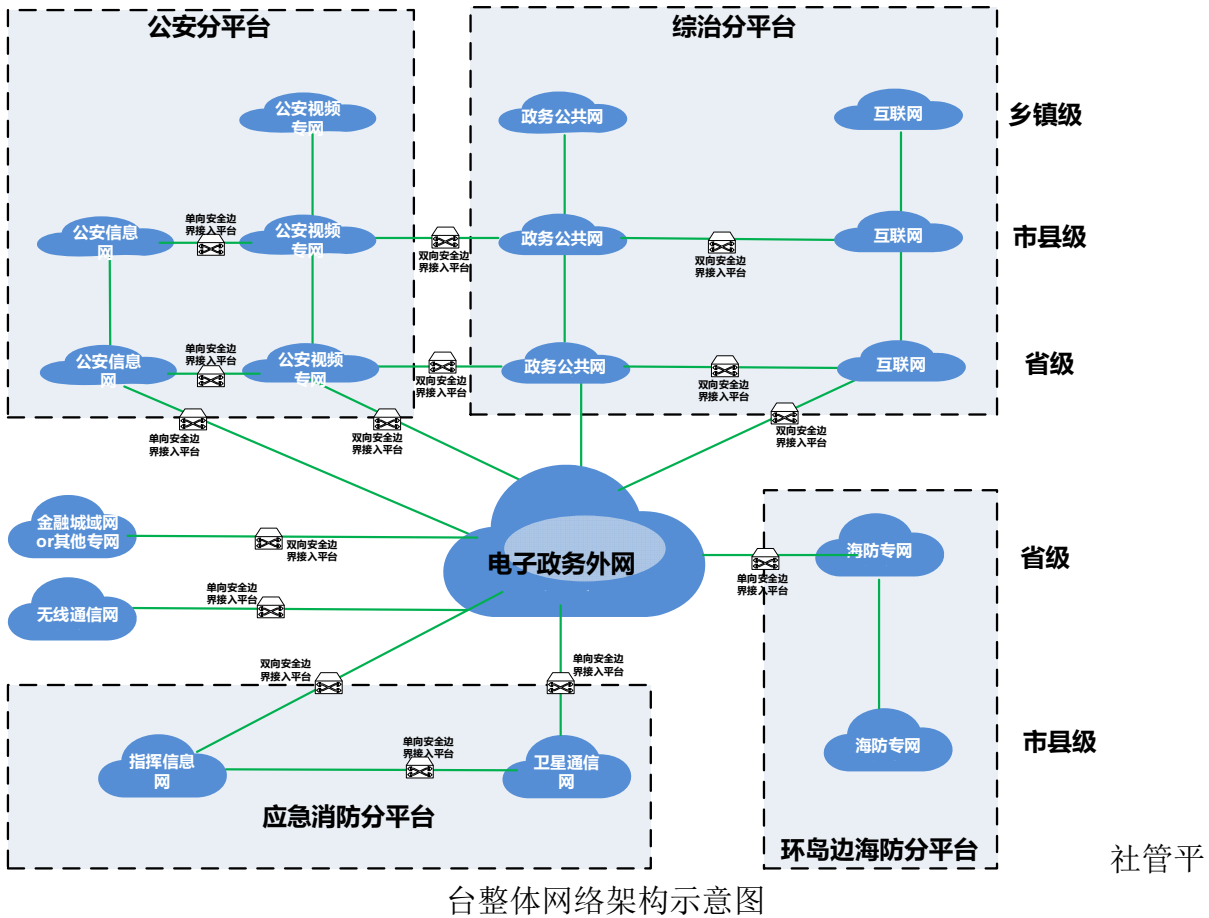 公安分平台
综治分平台
公安视频
专网
政务公共网
互联网
乡镇级
公安信息
网
单向安全边
界接入平台
公安视频
专网
双向安全边
界接入平台
政务公共网
双向安全边
界接入平台
互联网
市县级
公安信息
网
单向安全边
界接入平台
公安视频
专网
双向安全边
界接入平台
政务公共网
双向安全边
界接入平台
互联网
省级
单向安全边
界接入平台
双向安全边
界接入平台
双向安全边
界接入平台
金融城域网
or其他专网
双向安全边
界接入平台
电子政务外网
单向安全边
界接入平台
海防专网
省级
无线通信网
单向安全边
界接入平台
双向安全边
界接入平台
单向安全边
界接入平台
指挥信息
网
单向安全边
界接入平台
卫星通信
网
海防专网
市县级
应急消防分平台
环岛边海防分平台
社管平
台整体网络架构示意图